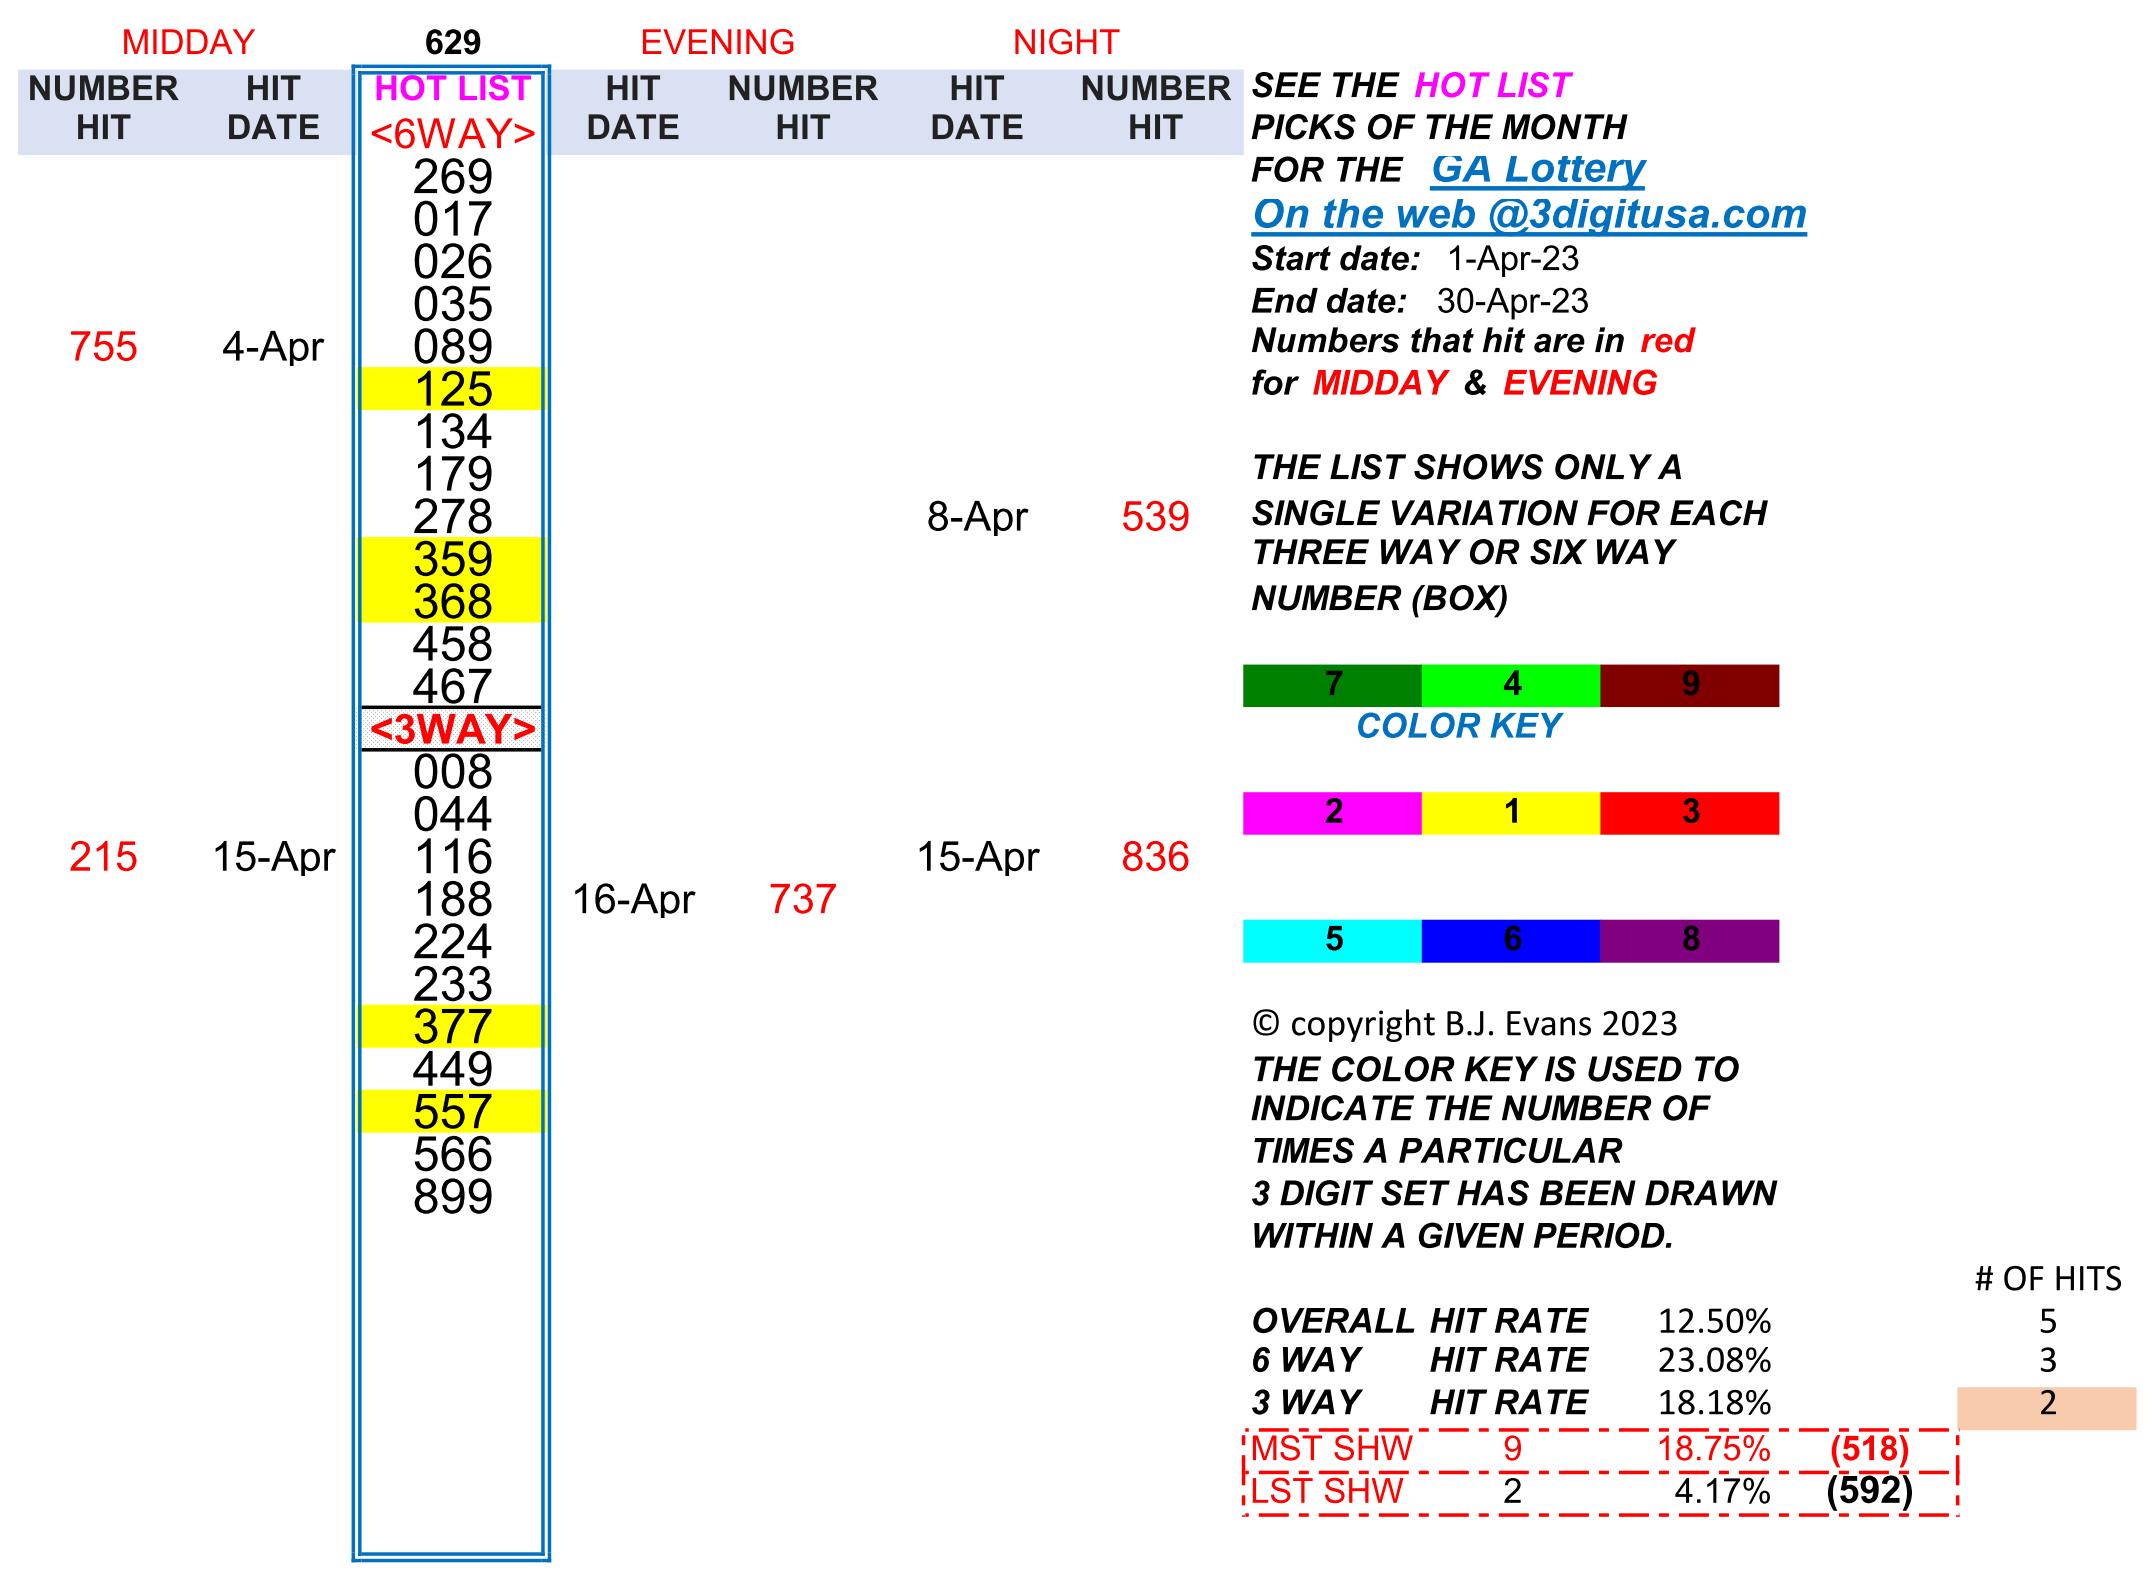 MIDDAY 629 EVENING NIGHT
NUMBER HIT HOT LIST HIT NUMBER HIT NUMBER SEE THE HOT LIST
HIT DATE <6WAY> DATE HIT DATE HIT PICKS OF THE MONTH
269 FOR THE GA Lottery
017 On the web @3digitusa.com
026 Start date: 1-Apr-23
035 End date: 30-Apr-23
755 4-Apr 089 Numbers that hit are in red
125 for MIDDAY & EVENING
134
179 THE LIST SHOWS ONLY A
278 8-Apr 539 SINGLE VARIATION FOR EACH
359 THREE WAY OR SIX WAY
368 NUMBER (BOX)
458
467 7 4 9
<3WAY> COLOR KEY
008
044 2 1 3
215 15-Apr 116 15-Apr 836
188 16-Apr 737
224 5 6 8
233
377 © copyright B.J. Evans 2023
449 THE COLOR KEY IS USED TO
557 INDICATE THE NUMBER OF
566 TIMES A PARTICULAR
899 3 DIGIT SET HAS BEEN DRAWN
WITHIN A GIVEN PERIOD.
# OF HITS
OVERALL HIT RATE 12.50% 5
6 WAY HIT RATE 23.08% 3
3 WAY HIT RATE 18.18% 2
MST SHW 9 18.75% (518)
LST SHW 2 4.17% (592)